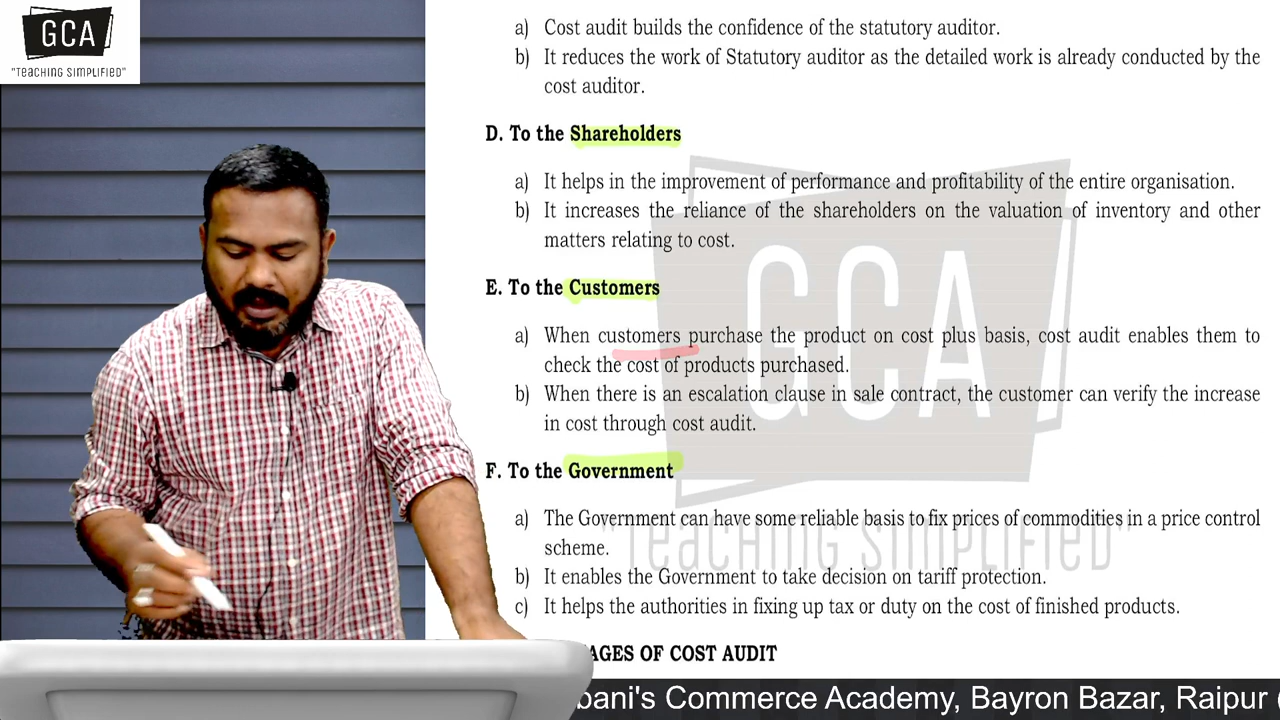 GCA
"TEACHING SIMPLIFIED"
a) Cost audit builds the confidence of the statutory auditor.
b) It reduces the work of Statutory auditor as the detailed work is already conducted by the
cost auditor.
D. To the Shareholders
a) It helps in the improvement of performance and profitability of the entire organisation.
b) It increases the reliance of the shareholders on the valuation of inventory and other
matters relating to cost.
E. To the Customers
a) When customers purchase the product on cost plus basis, cost audit enables them to
check the cost of products purchased.
b) When there is an escalation clause in sale contract, the customer can verify the increase
in cost through cost audit.
F. To the Government
a) The Government can have some reliable basis to fix prices of commodities in a price control
scheme.
b) It enables the Government to take decision on tariff protection.
c) It helps the authorities in fixing up tax or duty on the cost of finished products.
AGES OF COST AUDIT
GCA
"TEACHING SIMPLIFIED"
bani's Commerce Academy, Bayron Bazar, Raipur (